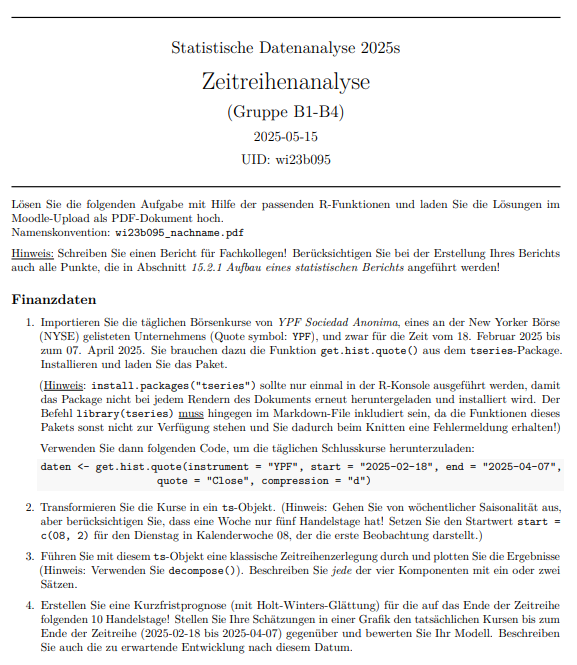 Statistische Datenanalyse 2025s
Zeitreihenanalyse
(Gruppe B1-B4)
2025-05-15
UID: wi23b095
Lösen Sie die folgenden Aufgabe mit Hilfe der passenden R-Funktionen und laden Sie die Lösungen im
Moodle-Upload als PDF-Dokument hoch.
Namenskonvention: wi23b095_nachname.pdf
Hinweis: Schreiben Sie einen Bericht für Fachkollegen! Berücksichtigen Sie bei der Erstellung Ihres Berichts
auch alle Punkte, die in Abschnitt 15.2.1 Aufbau eines statistischen Berichts angeführt werden!
Finanzdaten
1. Importieren Sie die täglichen Börsenkurse von YPF Sociedad Anonima, eines an der New Yorker Börse
(NYSE) gelisteten Unternehmens (Quote symbol: YPF), und zwar für die Zeit vom 18. Februar 2025 bis
zum 07. April 2025. Sie brauchen dazu die Funktion get.hist.quote() aus dem tseries-Package.
Installieren und laden Sie das Paket.
(Hinweis: install.packages("tseries") sollte nur einmal in der R-Konsole ausgeführt werden, damit
das Package nicht bei jedem Rendern des Dokuments erneut heruntergeladen und installiert wird. Der
Befehl library(tseries) muss hingegen im Markdown-File inkludiert sein, da die Funktionen dieses
Pakets sonst nicht zur Verfügung stehen und Sie dadurch beim Knitten eine Fehlermeldung erhalten!)
Verwenden Sie dann folgenden Code, um die täglichen Schlusskurse herunterzuladen:
daten <- get.hist.quote(instrument = "YPF", start = "2025-02-18", end = "2025-04-07",
quote = "Close", compression = "d")
2. Transformieren Sie die Kurse in ein ts-Objekt. (Hinweis: Gehen Sie von wöchentlicher Saisonalität aus,
aber berücksichtigen Sie, dass eine Woche nur fünf Handelstage hat! Setzen Sie den Startwert start =
c(08, 2) für den Dienstag in Kalenderwoche 08, der die erste Beobachtung darstellt.)
3. Führen Sie mit diesem ts-Objekt eine klassische Zeitreihenzerlegung durch und plotten Sie die Ergebnisse
(Hinweis: Verwenden Sie decompose()). Beschreiben Sie jede der vier Komponenten mit ein oder zwei
Sätzen.
4. Erstellen Sie eine Kurzfristprognose (mit Holt-Winters-Glättung) für die auf das Ende der Zeitreihe
folgenden 10 Handelstage! Stellen Sie Ihre Schätzungen in einer Grafik den tatsächlichen Kursen bis zum
Ende der Zeitreihe (2025-02-18 bis 2025-04-07) gegenüber und bewerten Sie Ihr Modell. Beschreiben
Sie auch die zu erwartende Entwicklung nach diesem Datum.